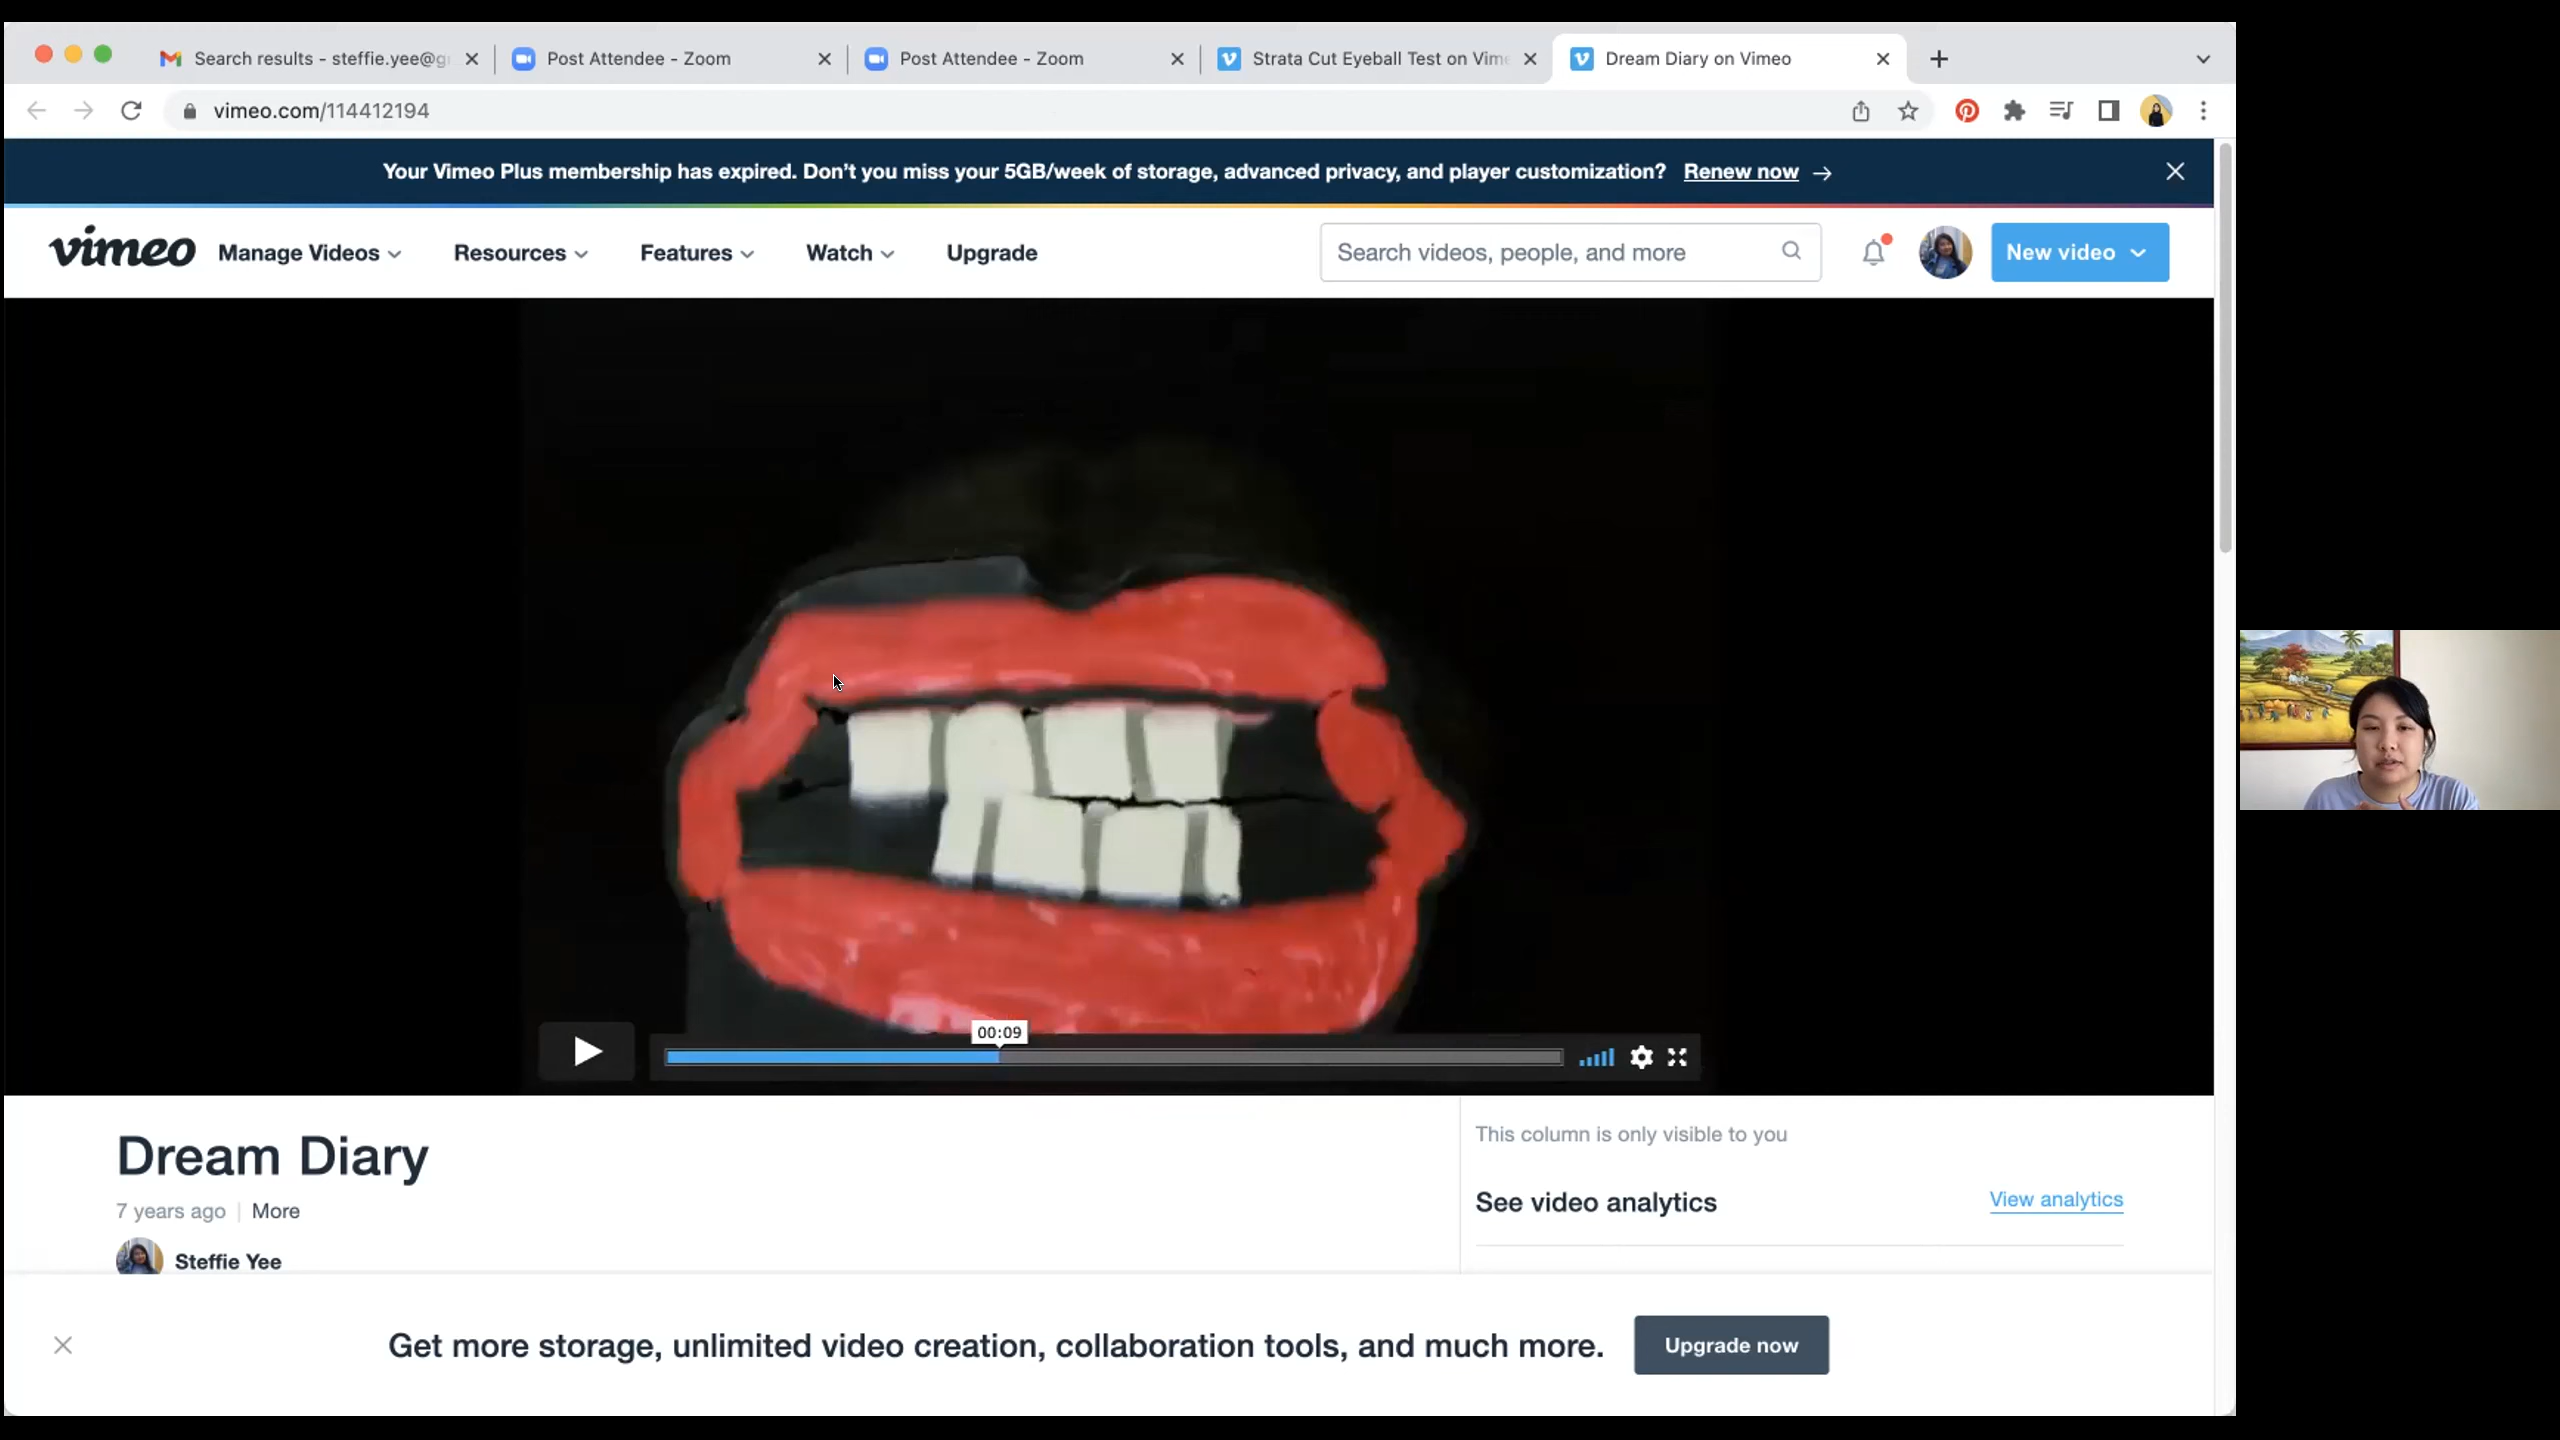 Search results - steffie.yee@g
Post Attendee - Zoom
Post Attendee - Zoom
Strata Cut Eyeball Test on Vim
Dream Diary on Vimeo
vimeo.com/114412194
Your Vimeo Plus membership has expired. Don't you miss your 5GB/week of storage, advanced privacy, and player customization? Renew now →
vimeo
Manage Videos
Resources
Features
Watch
Upgrade
Search videos, people, and more
New video
00:09
Dream Diary
7 years ago | More
Steffie Yee
This column is only visible to you
See video analytics
View analytics
Get more storage, unlimited video creation, collaboration tools, and much more.
Upgrade now